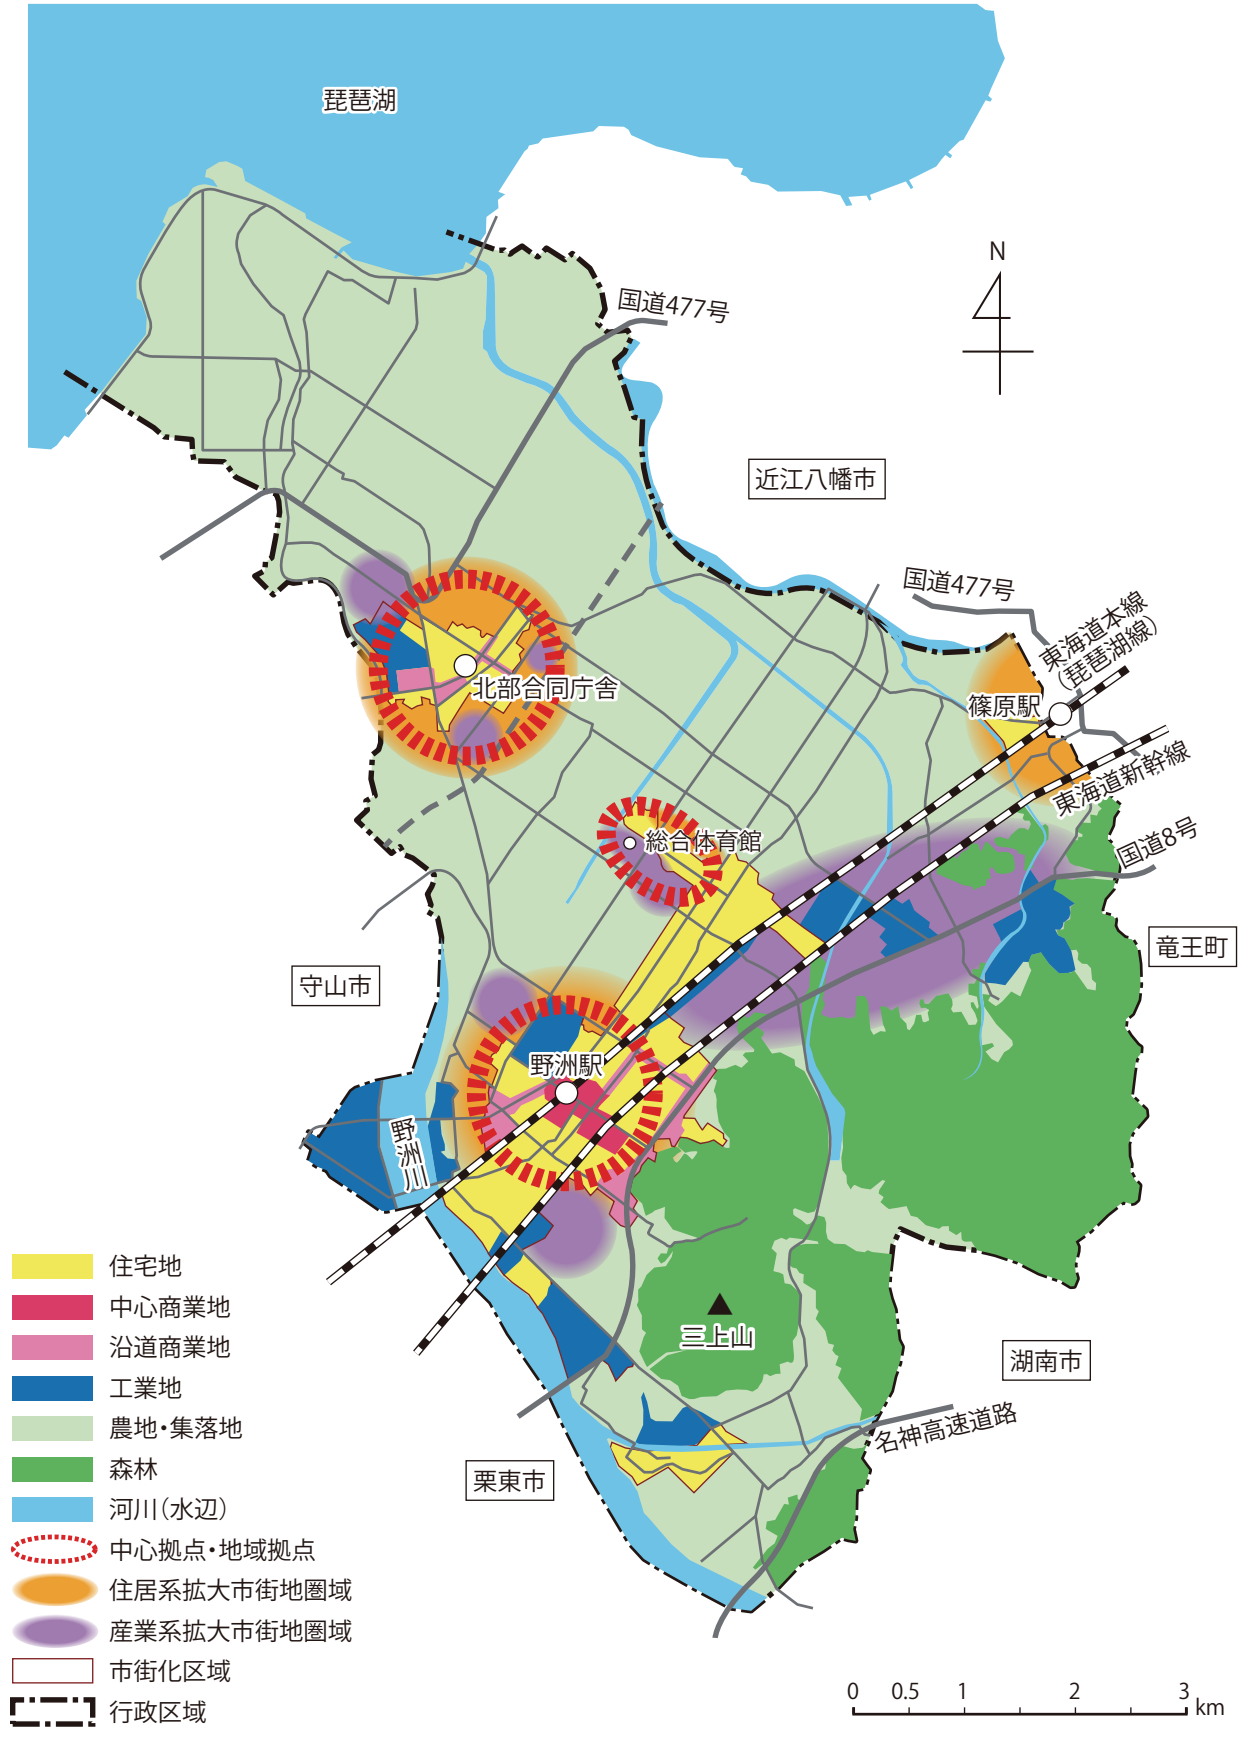 琵琶湖
N
国道477号
近江八幡市
国道477号
東海道本線
（琵琶湖線）
北部合同庁舎
篠原駅
東海道新幹線
総合体育館
国道8号
竜王町
守山市
野洲駅
野洲川
住宅地
中心商業地
沿道商業地
工業地
農地・集落地
森林
河川（水辺）
中心拠点・地域拠点
住居系拡大市街地圏域
産業系拡大市街地圏域
市街化区域
行政区域
三上山
湖南市
名神高速道路
栗東市
0 0.5 1 2 3
km